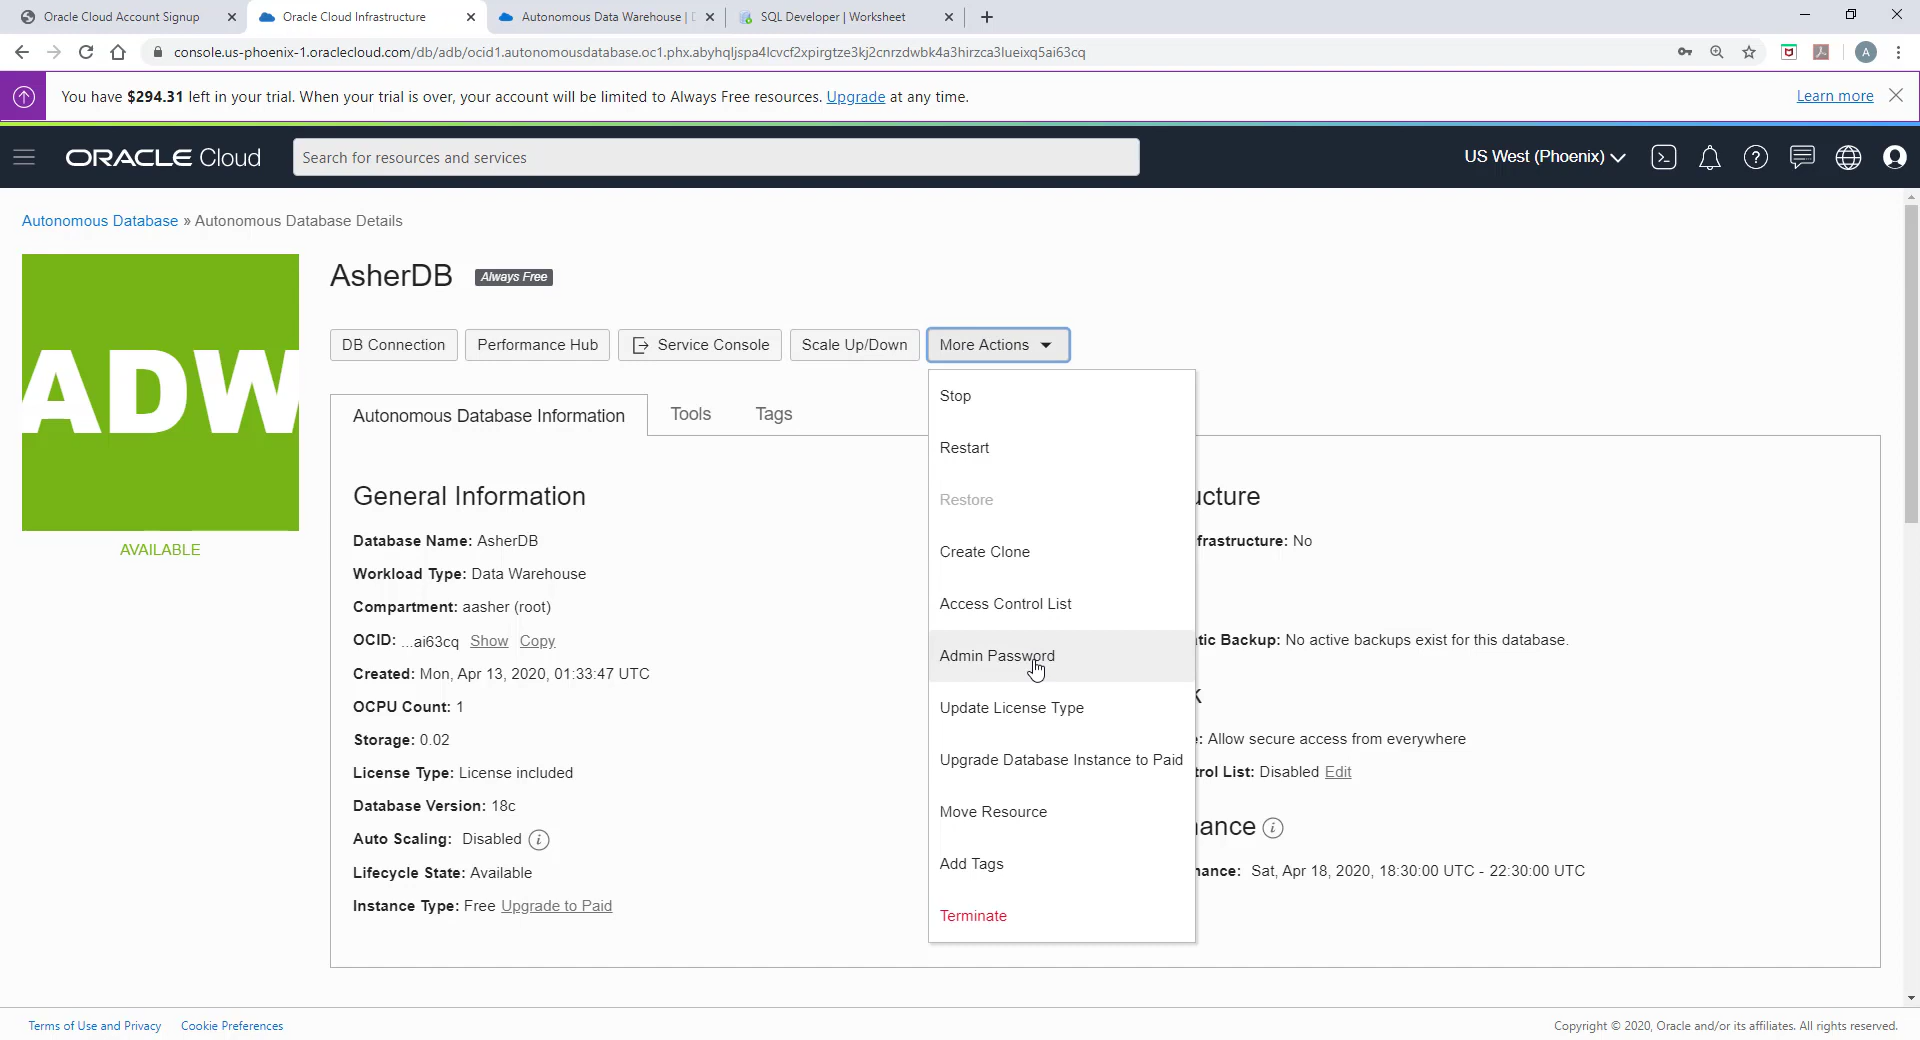 Oracle Cloud Account Signup
Oracle Cloud Infrastructure
Autonomous Data Warehouse |
SQL Developer | Worksheet
console.us-phoenix-1.oraclecloud.com/db/adb/ocid1.autonomousdatabase.oc1.phx.abyhqljspa4lcvcf2xpirgtze3kj2cnrzdwbk4a3hirzca3lueixq5ai63cq
A
You have $294.31 left in your trial. When your trial is over, your account will be limited to Always Free resources. Upgrade at any time.
Learn more
ORACLE Cloud
Search for resources and services
US West (Phoenix)
Autonomous Database » Autonomous Database Details
ADW
AVAILABLE
AsherDB Always Free
DB Connection
Performance Hub
Service Console
Scale Up/Down
More Actions
Stop
Restart
Restore
Create Clone
Access Control List
Admin Password
Update License Type
Upgrade Database Instance to Paid
Move Resource
Add Tags
Terminate
Autonomous Database Information
Tools
Tags
General Information
Database Name: AsherDB
Workload Type: Data Warehouse
Compartment: aasher (root)
OCID: ...ai63cq Show Copy
Created: Mon, Apr 13, 2020, 01:33:47 UTC
OCPU Count: 1
Storage: 0.02
License Type: License included
Database Version: 18c
Auto Scaling: Disabled
Lifecycle State: Available
Instance Type: Free Upgrade to Paid
ucture
frastructure: No
tic Backup: No active backups exist for this database.
k
: Allow secure access from everywhere
trol List: Disabled Edit
nance
nance: Sat, Apr 18, 2020, 18:30:00 UTC - 22:30:00 UTC
Terms of Use and Privacy
Cookie Preferences
Copyright © 2020, Oracle and/or its affiliates. All rights reserved.